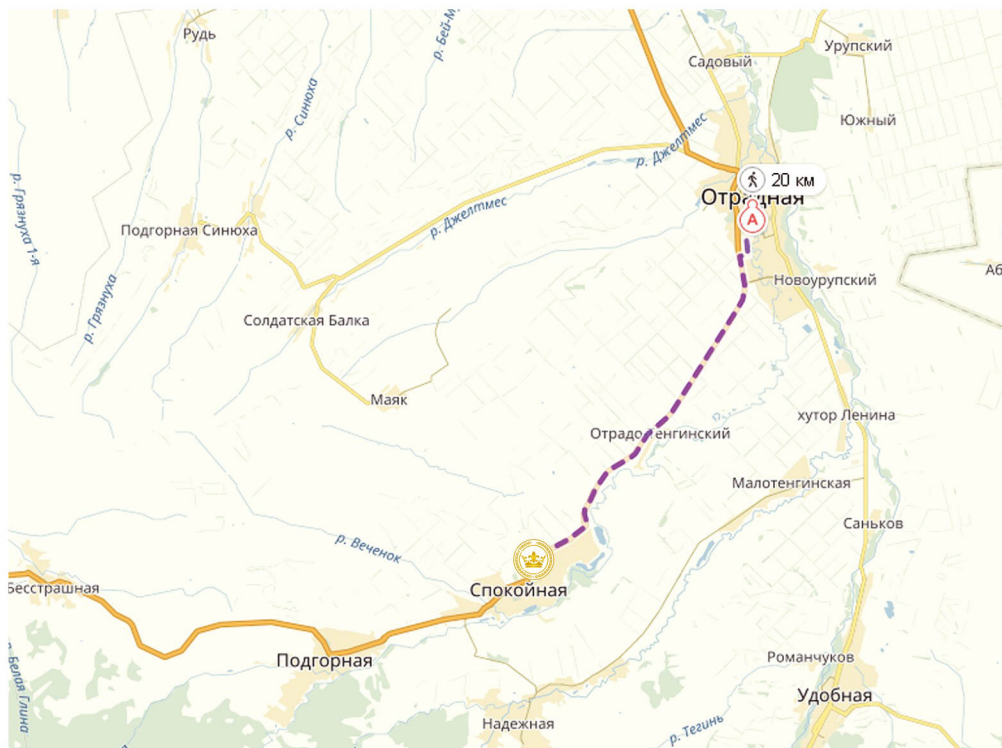 Рудь
р. Синюха
р. Бей-М
Садовый
Урупский
Южный
р. Джелтмес
20 км
Отрадная
А
р. Грязнуха 1-я
Подгорная Синюха
р. Джелтмес
Аб
Новоурупский
р. Грязнуха
Солдатская Балка
Маяк
хутор Ленина
Отрадо-Тенгинский
Малотенгинская
Саньков
р. Веченок
Бесстрашная
Спокойная
Подгорная
Романчуков
р. Белая Глина
Удобная
Надежная
р. Тегинь